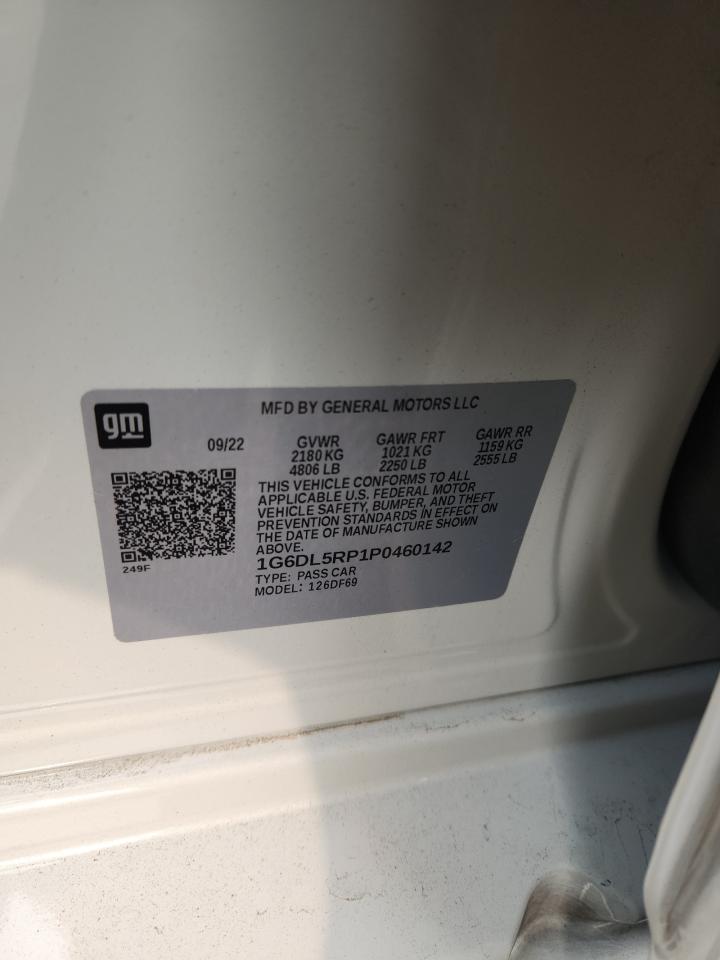 gm
MFD BY GENERAL MOTORS LLC
09/22 GVWR GAWR FRT GAWR RR
2180 KG 1021 KG 1159 KG
4806 LB 2250 LB 2555 LB
THIS VEHICLE CONFORMS TO ALL
APPLICABLE U.S. FEDERAL MOTOR
VEHICLE SAFETY, BUMPER, AND THEFT
PREVENTION STANDARDS IN EFFECT ON
THE DATE OF MANUFACTURE SHOWN
ABOVE.
249F
1G6DL5RP1P0460142
TYPE: PASS CAR
MODEL: 126DF69